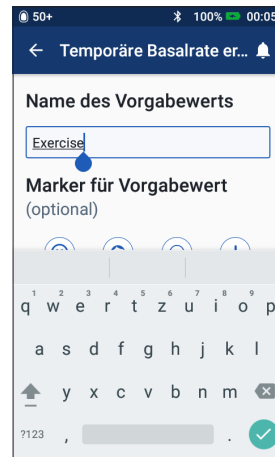 50+ 100% 00:05
Temporäre Basalrate er...
Name des Vorgabewerts
Exercise
Marker für Vorgabewert
(optional)
1 2 3 4 5 6 7 8 9
q w e r t z u i o p
a s d f g h j k l
y x c v b n m
?123 , .